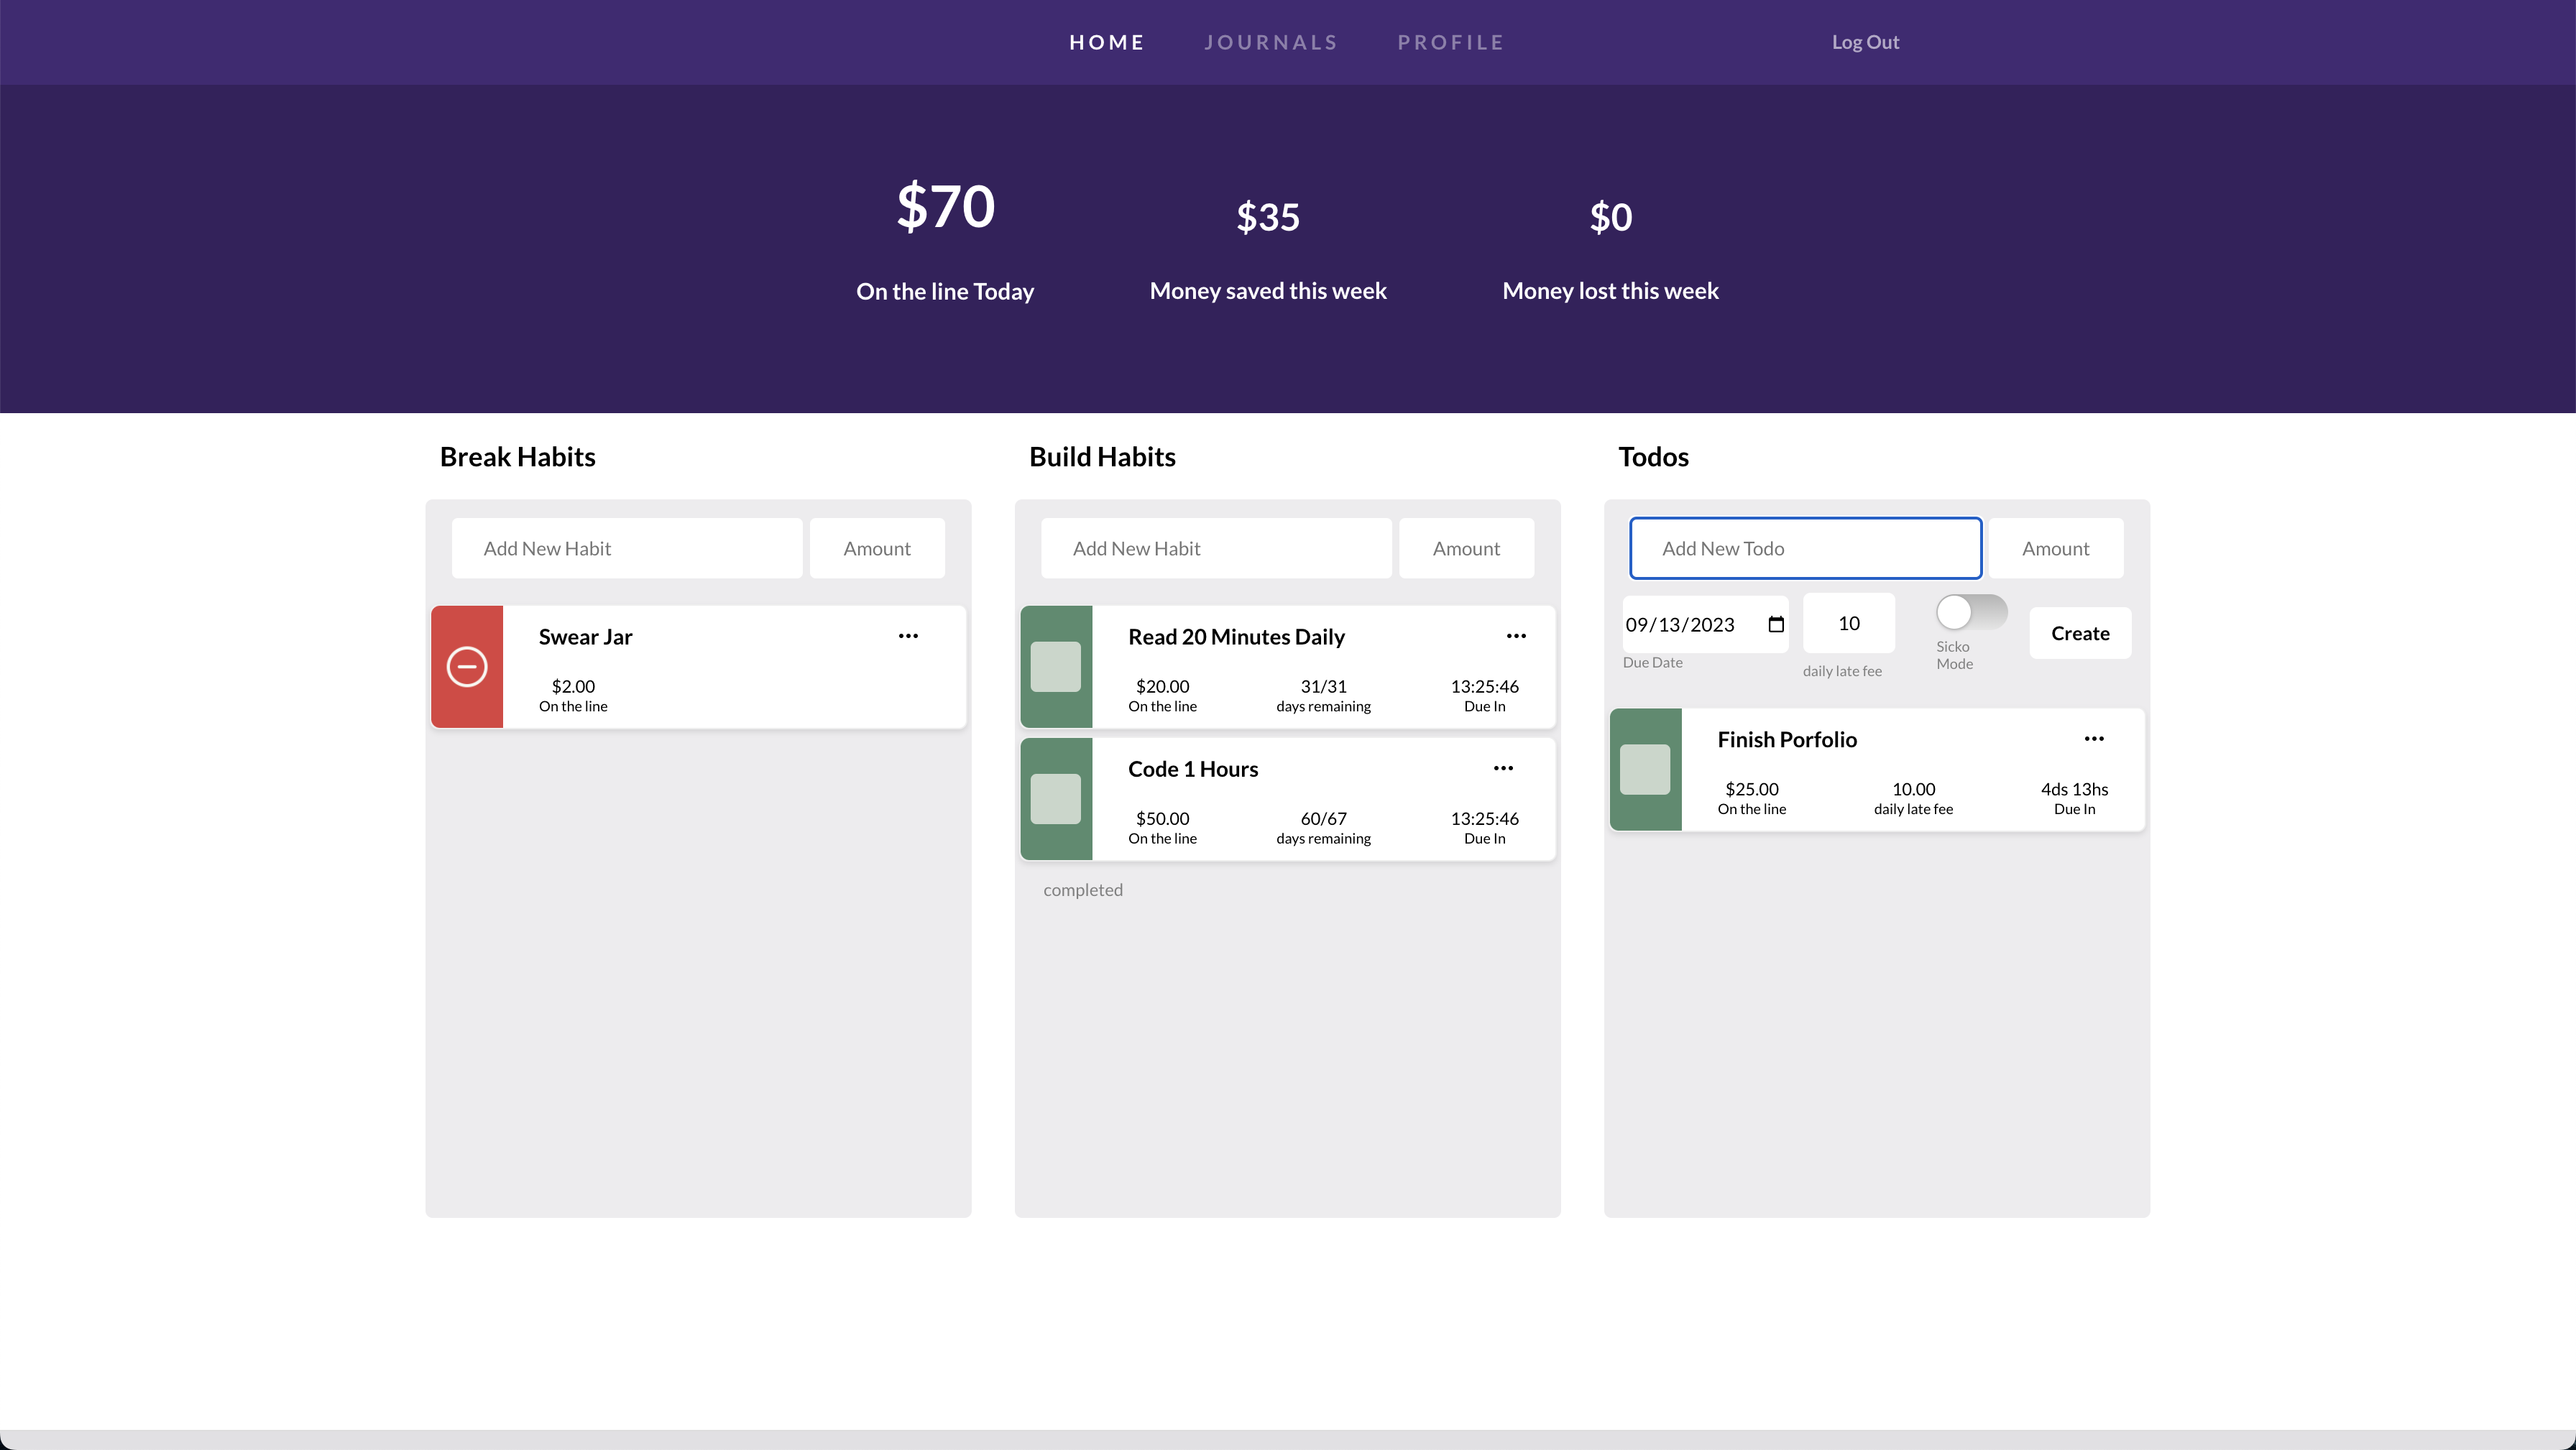 HOME JOURNALS PROFILE Log Out
$70 $35 $0
On the line Today Money saved this week Money lost this week
Break Habits
Add New Habit Amount
Swear Jar
$2.00
On the line
Build Habits
Add New Habit Amount
Read 20 Minutes Daily
$20.00 31/31 13:25:46
On the line days remaining Due In
Code 1 Hours
$50.00 60/67 13:25:46
On the line days remaining Due In
completed
Todos
Add New Todo Amount
09/13/2023 10 Create
Due Date daily late fee Sicko
Mode
Finish Porfolio
$25.00 10.00 4ds 13hs
On the line daily late fee Due In